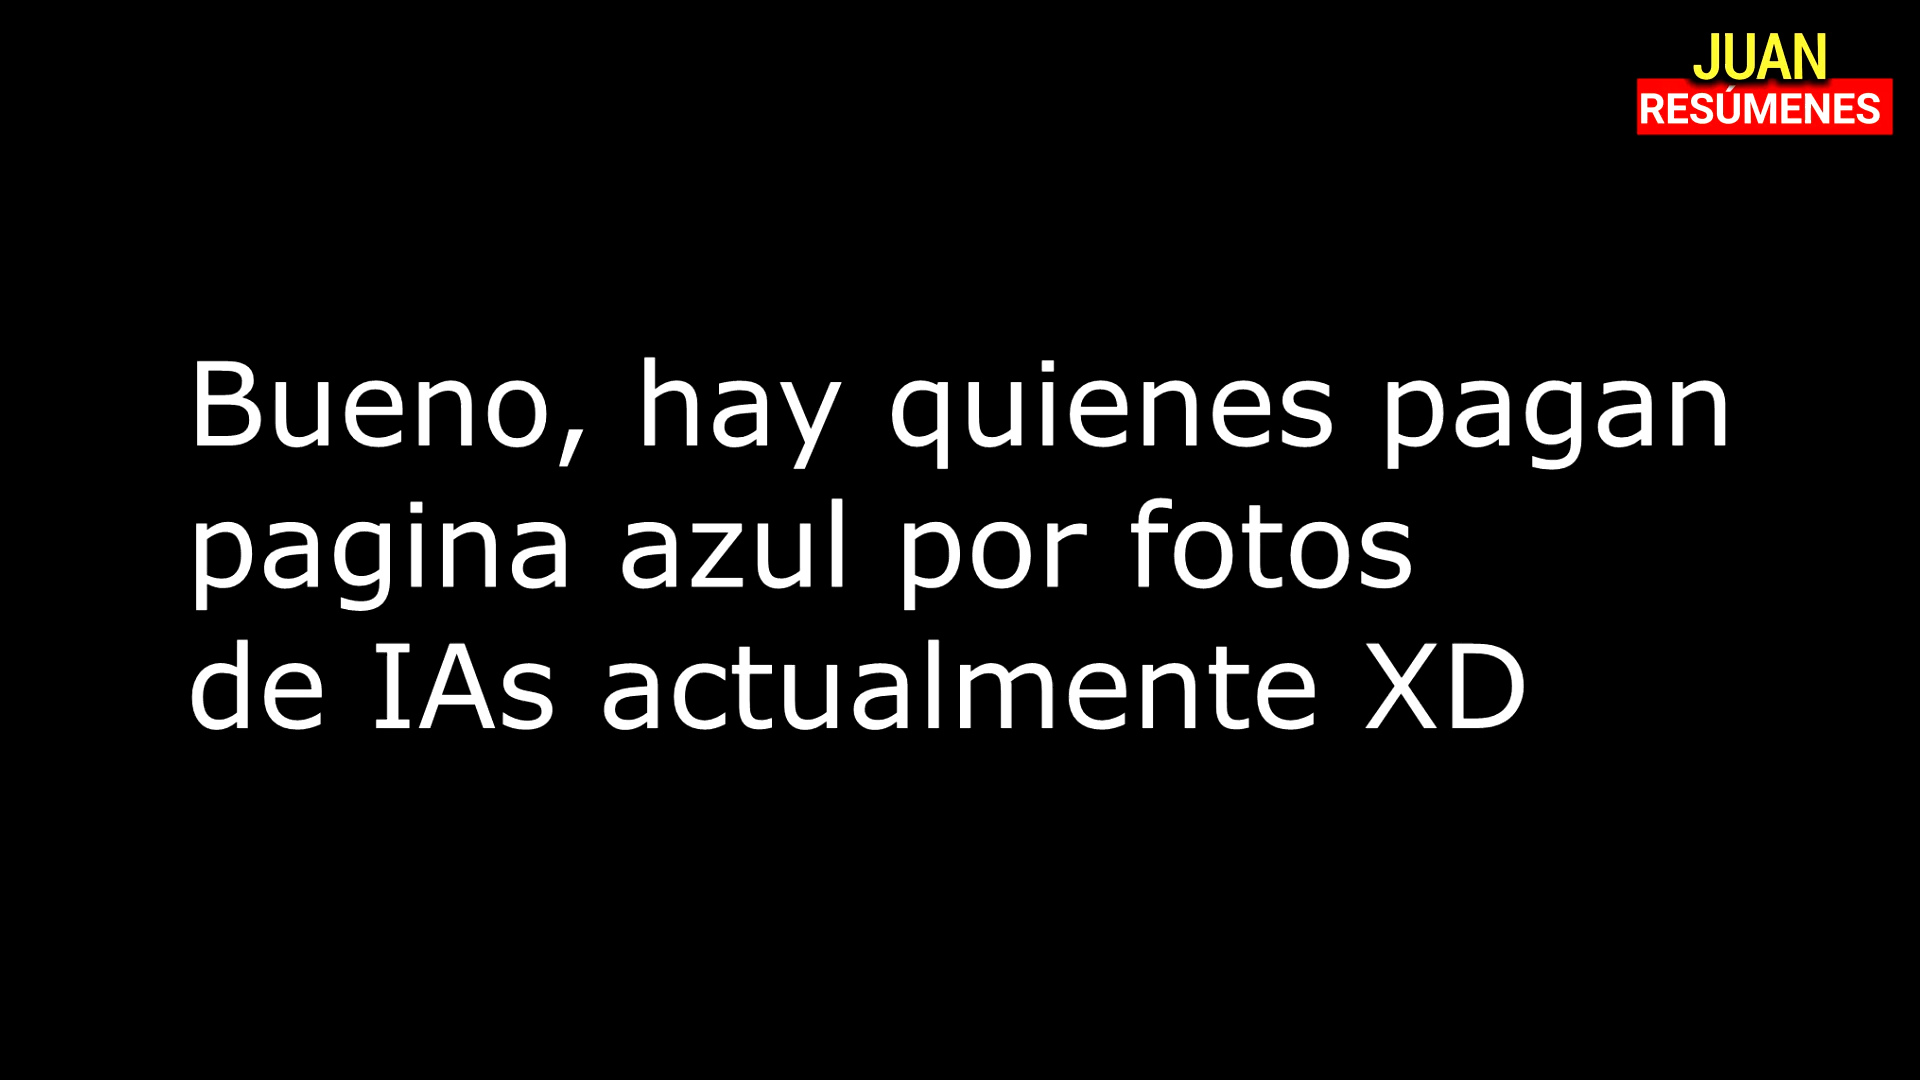 JUAN
RESÚMENES
Bueno, hay quienes pagan
pagina azul por fotos
de IAs actualmente XD